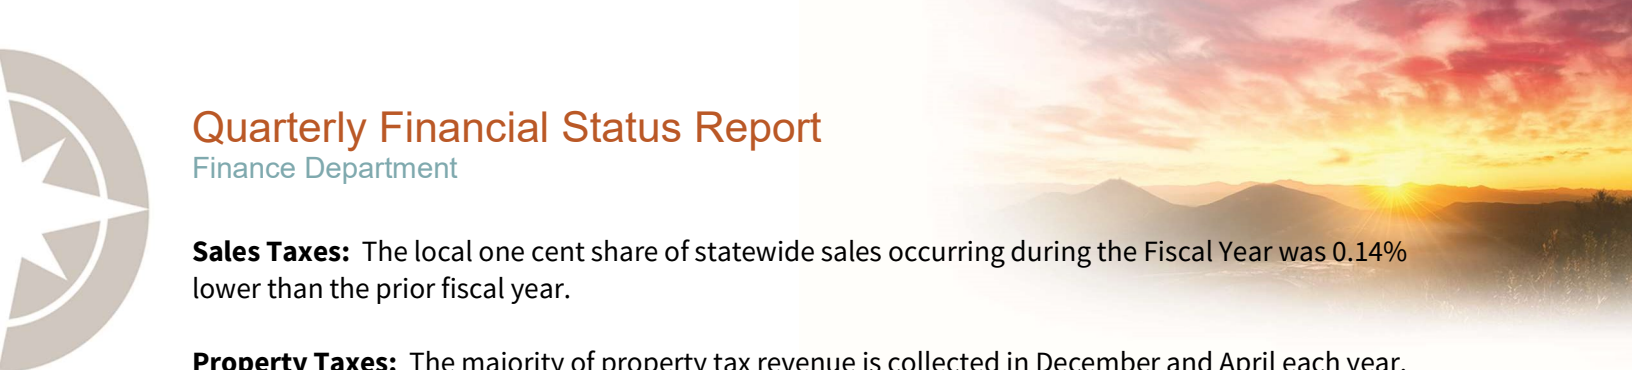 Quarterly Financial Status Report
Finance Department
Sales Taxes: The local one cent share of statewide sales occurring during the Fiscal Year was 0.14%
lower than the prior fiscal year.
Property Taxes: The majority of property tax revenue is collected in December and April each year.